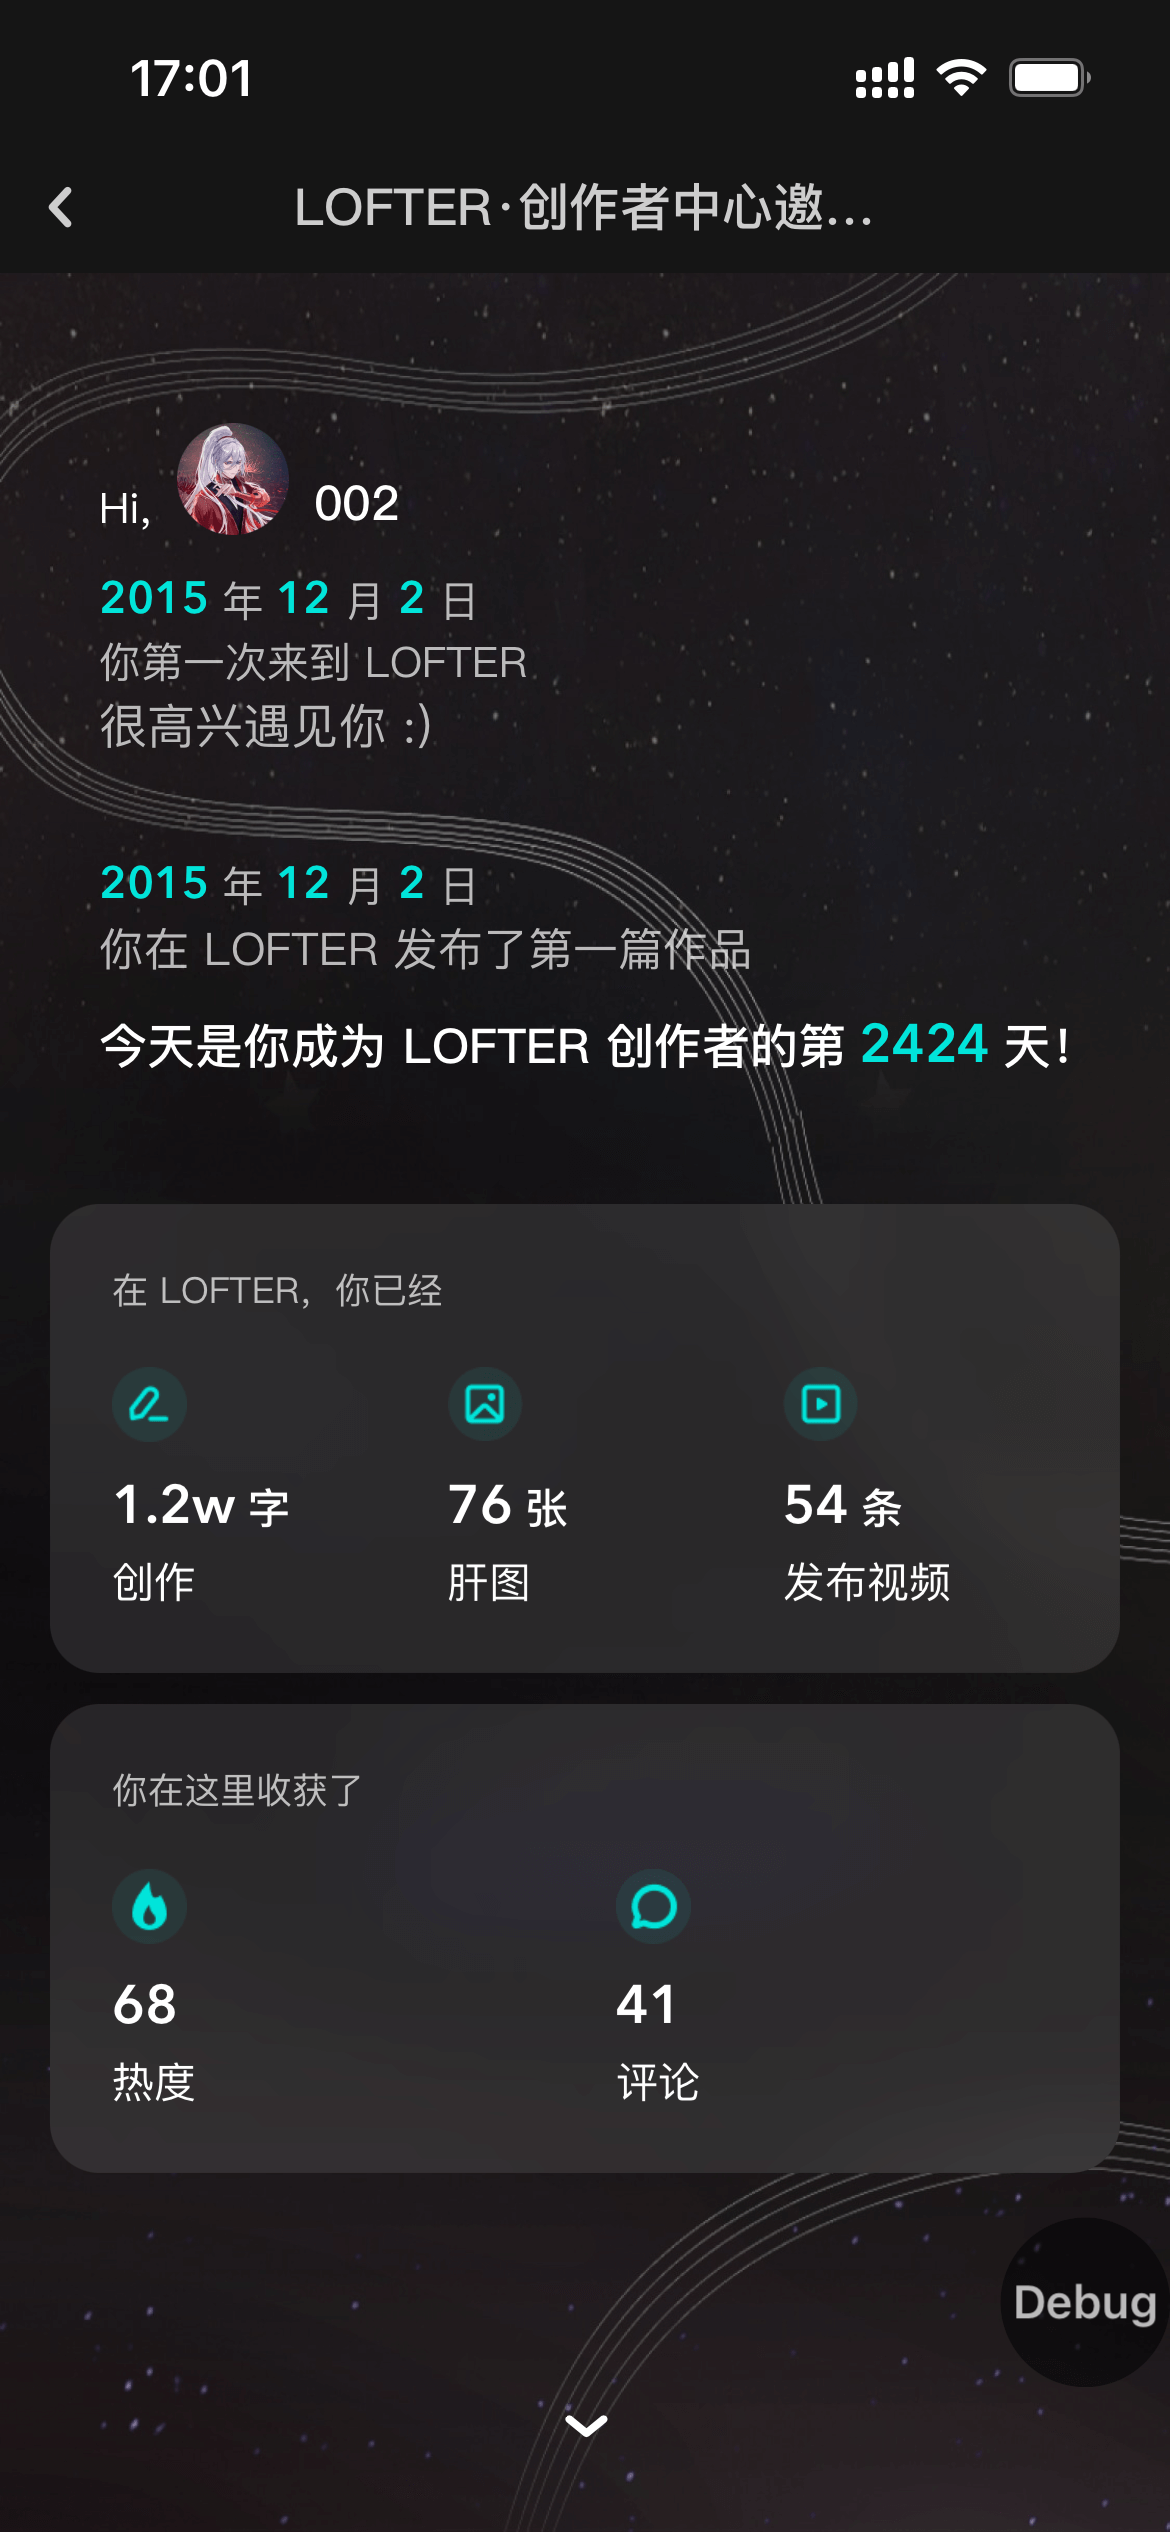 17:01
LOFTER·创作者中心邀...
Hi, 002
2015 年 12 月 2 日
你第一次来到 LOFTER
很高兴遇见你 :)
2015 年 12 月 2 日
你在 LOFTER 发布了第一篇作品
今天是你成为 LOFTER 创作者的第 2424 天！
在 LOFTER，你已经
1.2w 字 76 张 54 条
创作 肝图 发布视频
你在这里收获了
68 41
热度 评论
Debug